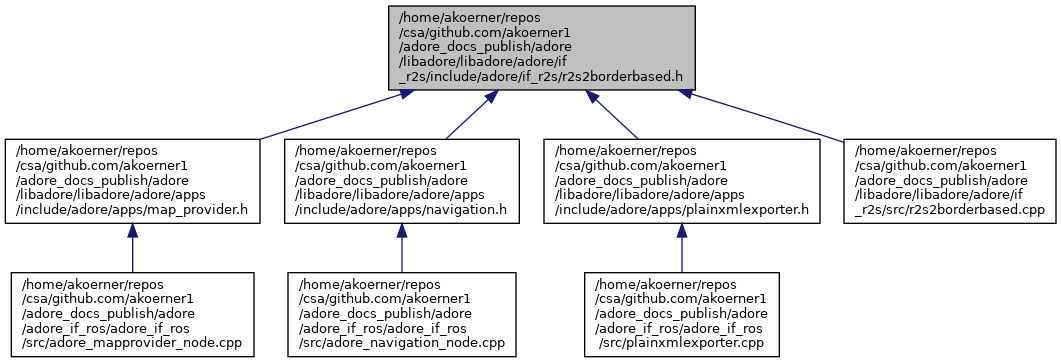 /home/akoerner/repos
/csa/github.com/akoerner1
/adore_docs_publish/adore
/libadore/libadore/adore/if
_r2s/include/adore/if_r2s/r2s2borderbased.h
/home/akoerner/repos
/csa/github.com/akoerner1
/adore_docs_publish/adore
/libadore/libadore/adore/apps
/include/adore/apps/map_provider.h
/home/akoerner/repos
/csa/github.com/akoerner1
/adore_docs_publish/adore
/libadore/libadore/adore/apps
/include/adore/apps/navigation.h
/home/akoerner/repos
/csa/github.com/akoerner1
/adore_docs_publish/adore
/libadore/libadore/adore/apps
/include/adore/apps/plainxmlexporter.h
/home/akoerner/repos
/csa/github.com/akoerner1
/adore_docs_publish/adore
/libadore/libadore/adore/if
_r2s/src/r2s2borderbased.cpp
/home/akoerner/repos
/csa/github.com/akoerner1
/adore_docs_publish/adore
/adore_if_ros/adore_if_ros
/src/adore_mapprovider_node.cpp
/home/akoerner/repos
/csa/github.com/akoerner1
/adore_docs_publish/adore
/adore_if_ros/adore_if_ros
/src/adore_navigation_node.cpp
/home/akoerner/repos
/csa/github.com/akoerner1
/adore_docs_publish/adore
/adore_if_ros/adore_if_ros
/src/plainxmlexporter.cpp